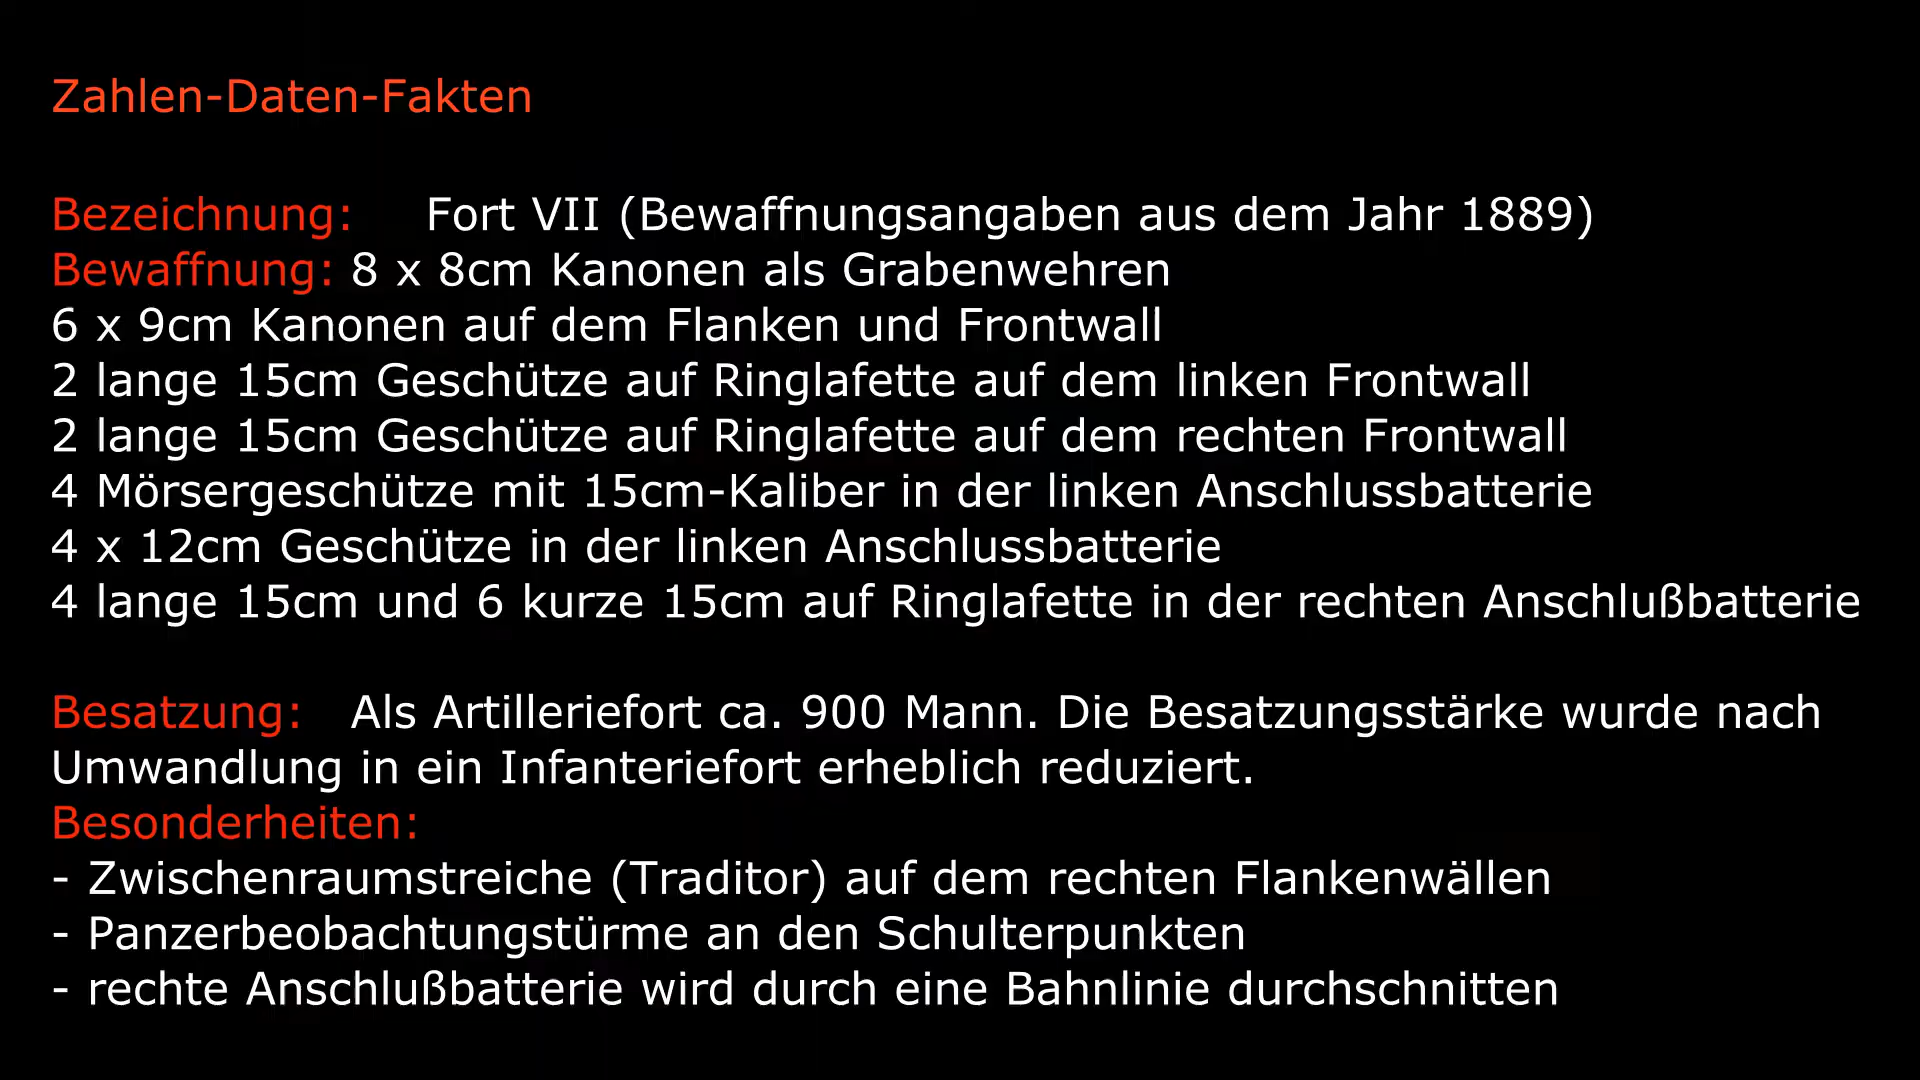 Zahlen-Daten-Fakten
Bezeichnung: Fort VII (Bewaffnungsangaben aus dem Jahr 1889)
Bewaffnung: 8 x 8cm Kanonen als Grabenwehren
6 x 9cm Kanonen auf dem Flanken und Frontwall
2 lange 15cm Geschütze auf Ringlafette auf dem linken Frontwall
2 lange 15cm Geschütze auf Ringlafette auf dem rechten Frontwall
4 Mörsergeschütze mit 15cm-Kaliber in der linken Anschlussbatterie
4 x 12cm Geschütze in der linken Anschlussbatterie
4 lange 15cm und 6 kurze 15cm auf Ringlafette in der rechten Anschlußbatterie
Besatzung: Als Artilleriefort ca. 900 Mann. Die Besatzungsstärke wurde nach
Umwandlung in ein Infanteriefort erheblich reduziert.
Besonderheiten:
- Zwischenraumstreiche (Traditor) auf dem rechten Flankenwällen
- Panzerbeobachtungstürme an den Schulterpunkten
- rechte Anschlußbatterie wird durch eine Bahnlinie durchschnitten